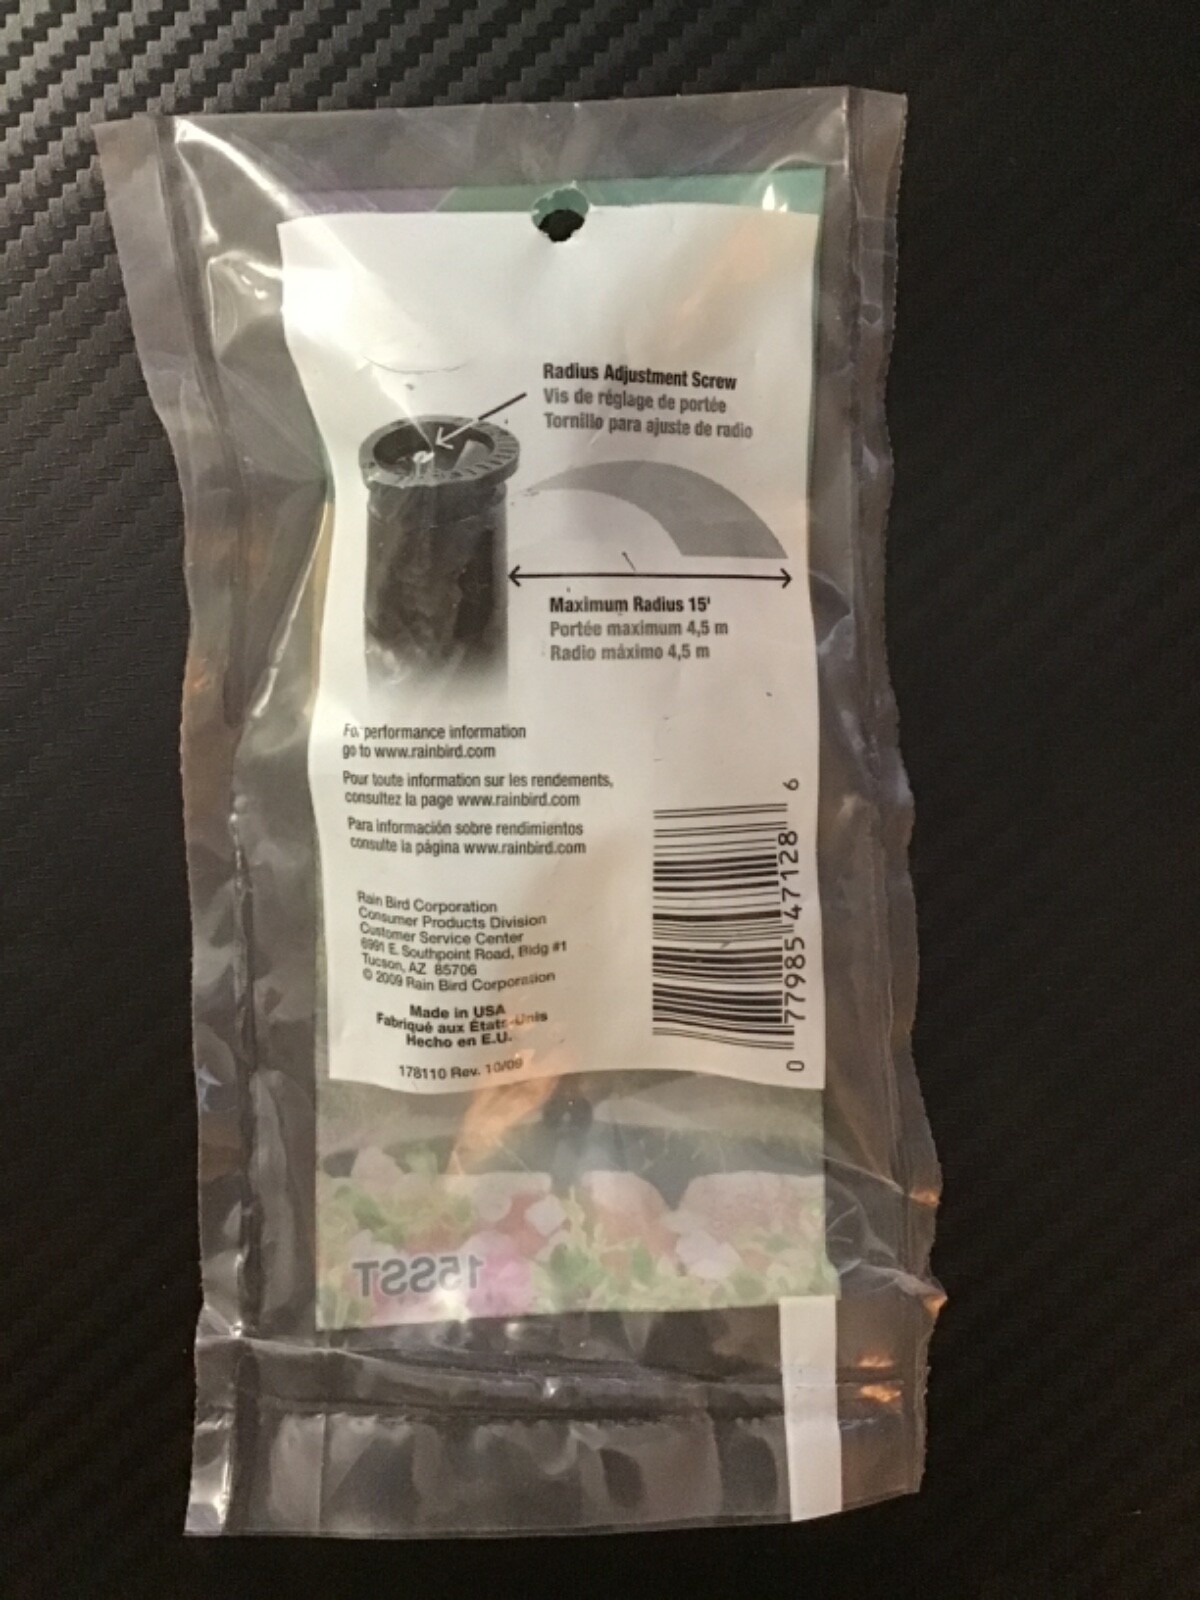 Radius Adjustment Screw
Vis de réglage de portée
Tornillo para ajuste de radio
Maximum Radius 15'
Portée maximum 4,5 m
Radio máximo 4,5 m
For performance information
go to www.rainbird.com
Pour toute information sur les rendements,
consultez la page www.rainbird.com
Para información sobre rendimientos
consulte la página www.rainbird.com
Rain Bird Corporation
Consumer Products Division
Customer Service Center
6991 E. Southpoint Road, Bldg #1
Tucson, AZ 85706
© 2009 Rain Bird Corporation
Made in USA
Fabriqué aux États-Unis
Hecho en E.U.
178110 Rev. 10/09
0 77985 47128 6
15SST